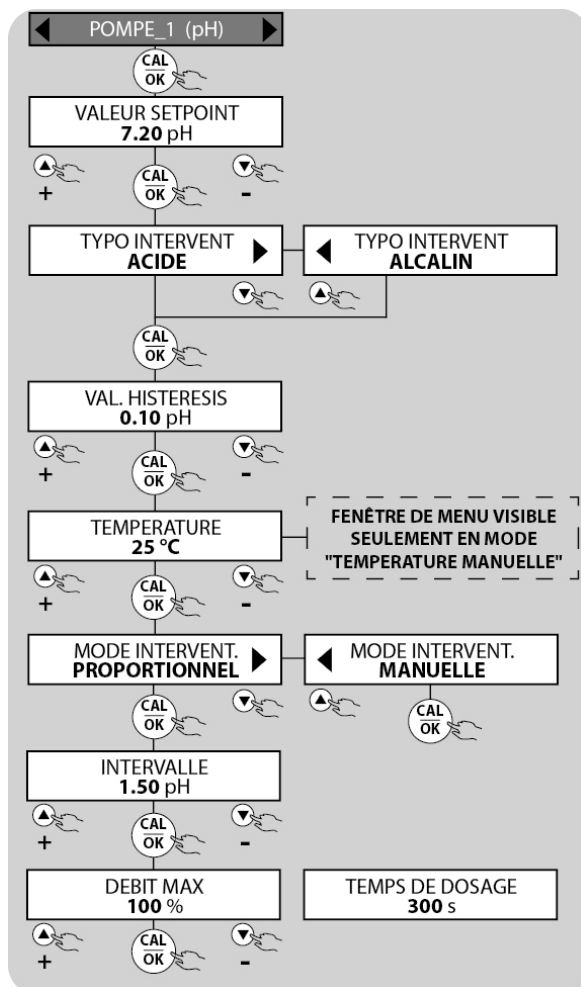 POMPE_1 (pH)
CAL
OK
VALEUR SETPOINT
7.20 pH
+
CAL
OK
-
TYPO INTERVENT
ACIDE
TYPO INTERVENT
ALCALIN
CAL
OK
VAL. HISTERESIS
0.10 pH
+
CAL
OK
-
TEMPERATURE
25 °C
FENÊTRE DE MENU VISIBLE
SEULEMENT EN MODE
"TEMPERATURE MANUELLE"
+
CAL
OK
-
MODE INTERVENT.
PROPORTIONNEL
MODE INTERVENT.
MANUELLE
CAL
OK
CAL
OK
INTERVALLE
1.50 pH
+
CAL
OK
-
DEBIT MAX
100 %
TEMPS DE DOSAGE
300 s
+
CAL
OK
-